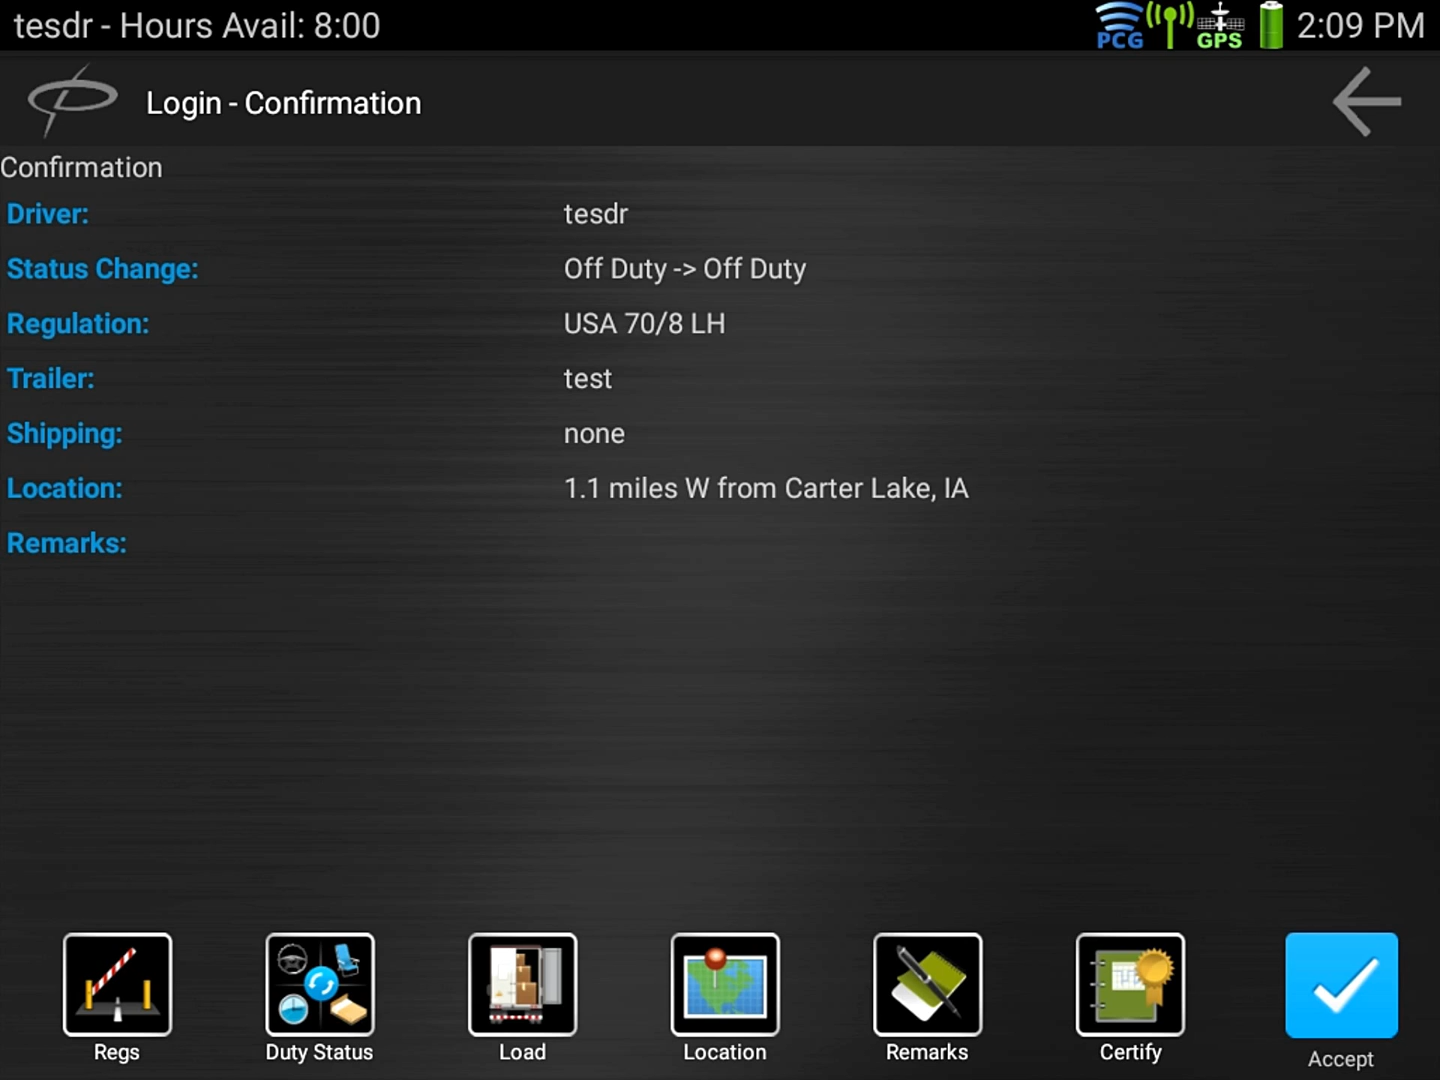 tesdr - Hours Avail: 8:00
PCG GPS 2:09 PM
Login - Confirmation
Confirmation
Driver: tesdr
Status Change: Off Duty -> Off Duty
Regulation: USA 70/8 LH
Trailer: test
Shipping: none
Location: 1.1 miles W from Carter Lake, IA
Remarks:
Regs Duty Status Load Location Remarks Certify Accept